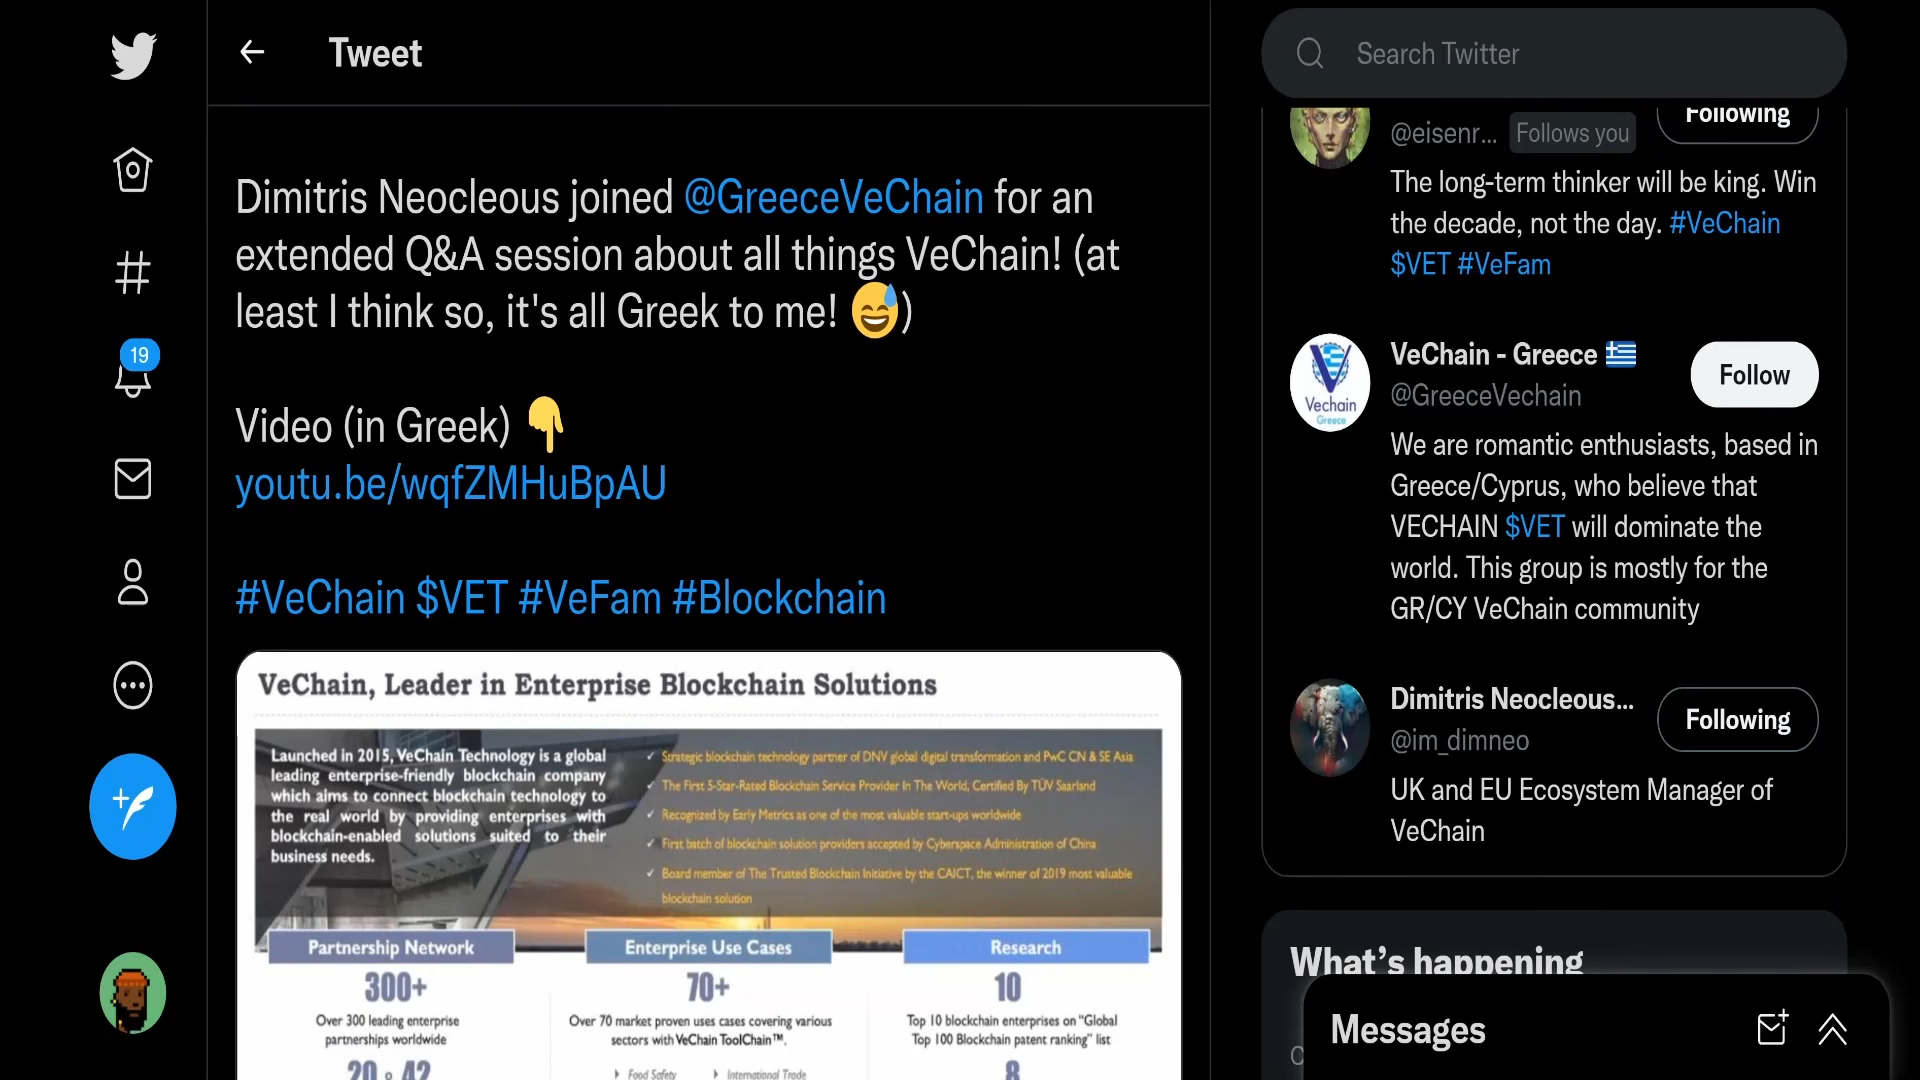 Tweet
Dimitris Neocleous joined @GreeceVeChain for an
extended Q&A session about all things VeChain! (at
least I think so, it's all Greek to me! 😅)
Video (in Greek) 👇
youtu.be/wqfZMHuBpAU
#VeChain $VET #VeFam #Blockchain
VeChain, Leader in Enterprise Blockchain Solutions
Launched in 2015, VeChain Technology is a global
leading enterprise-friendly blockchain company
which aims to connect blockchain technology to
the real world by providing enterprises with
blockchain-enabled solutions suited to their
business needs.
✓ Strategic blockchain technology partner of DNV global digital transformation and PwC CN & SE Asia
✓ The First 5-Star-Rated Blockchain Service Provider In The World, Certified By TÜV Saarland
✓ Recognized by Early Metrics as one of the most valuable start-ups worldwide
✓ First batch of blockchain solution providers accepted by Cyberspace Administration of China
✓ Board member of The Trusted Blockchain Initiative by the CAICT, the winner of 2019 most valuable
blockchain solution
Partnership Network
300+
Over 300 leading enterprise
partnerships worldwide
20 & 42
Enterprise Use Cases
70+
Over 70 market proven uses cases covering various
sectors with VeChain ToolChain™.
Food Safety
International Trade
Research
10
Top 10 blockchain enterprises on "Global
Top 100 Blockchain patent ranking" list
8
19
Search Twitter
@eisenr... Follows you
Following
The long-term thinker will be king. Win
the decade, not the day. #VeChain
$VET #VeFam
VeChain - Greece 🇬🇷
@GreeceVechain
Follow
Vechain
Greece
We are romantic enthusiasts, based in
Greece/Cyprus, who believe that
VECHAIN $VET will dominate the
world. This group is mostly for the
GR/CY VeChain community
Dimitris Neocleous...
@im_dimneo
Following
UK and EU Ecosystem Manager of
VeChain
What's happening
Messages